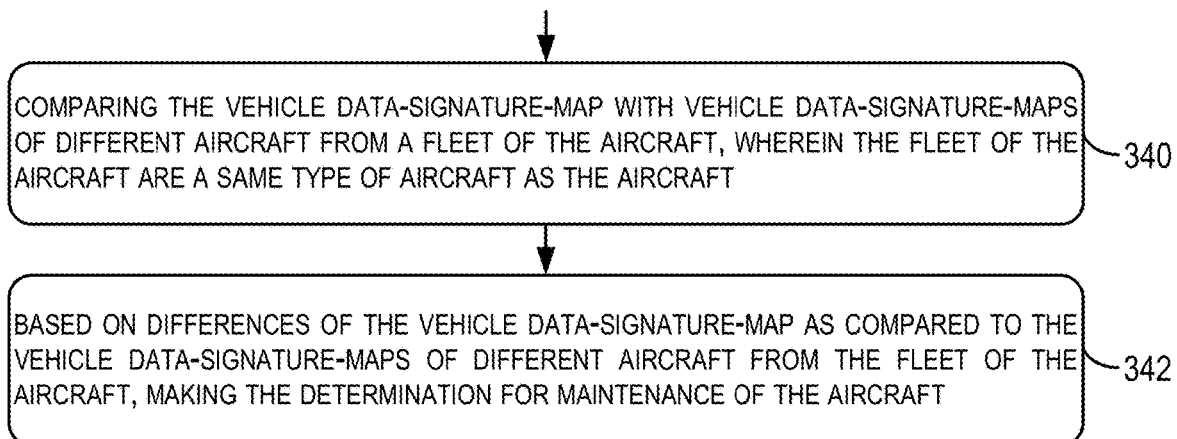 COMPARING THE VEHICLE DATA-SIGNATURE-MAP WITH VEHICLE DATA-SIGNATURE-MAPS
OF DIFFERENT AIRCRAFT FROM A FLEET OF THE AIRCRAFT, WHEREIN THE FLEET OF THE
AIRCRAFT ARE A SAME TYPE OF AIRCRAFT AS THE AIRCRAFT
340
BASED ON DIFFERENCES OF THE VEHICLE DATA-SIGNATURE-MAP AS COMPARED TO THE
VEHICLE DATA-SIGNATURE-MAPS OF DIFFERENT AIRCRAFT FROM THE FLEET OF THE
AIRCRAFT, MAKING THE DETERMINATION FOR MAINTENANCE OF THE AIRCRAFT
342